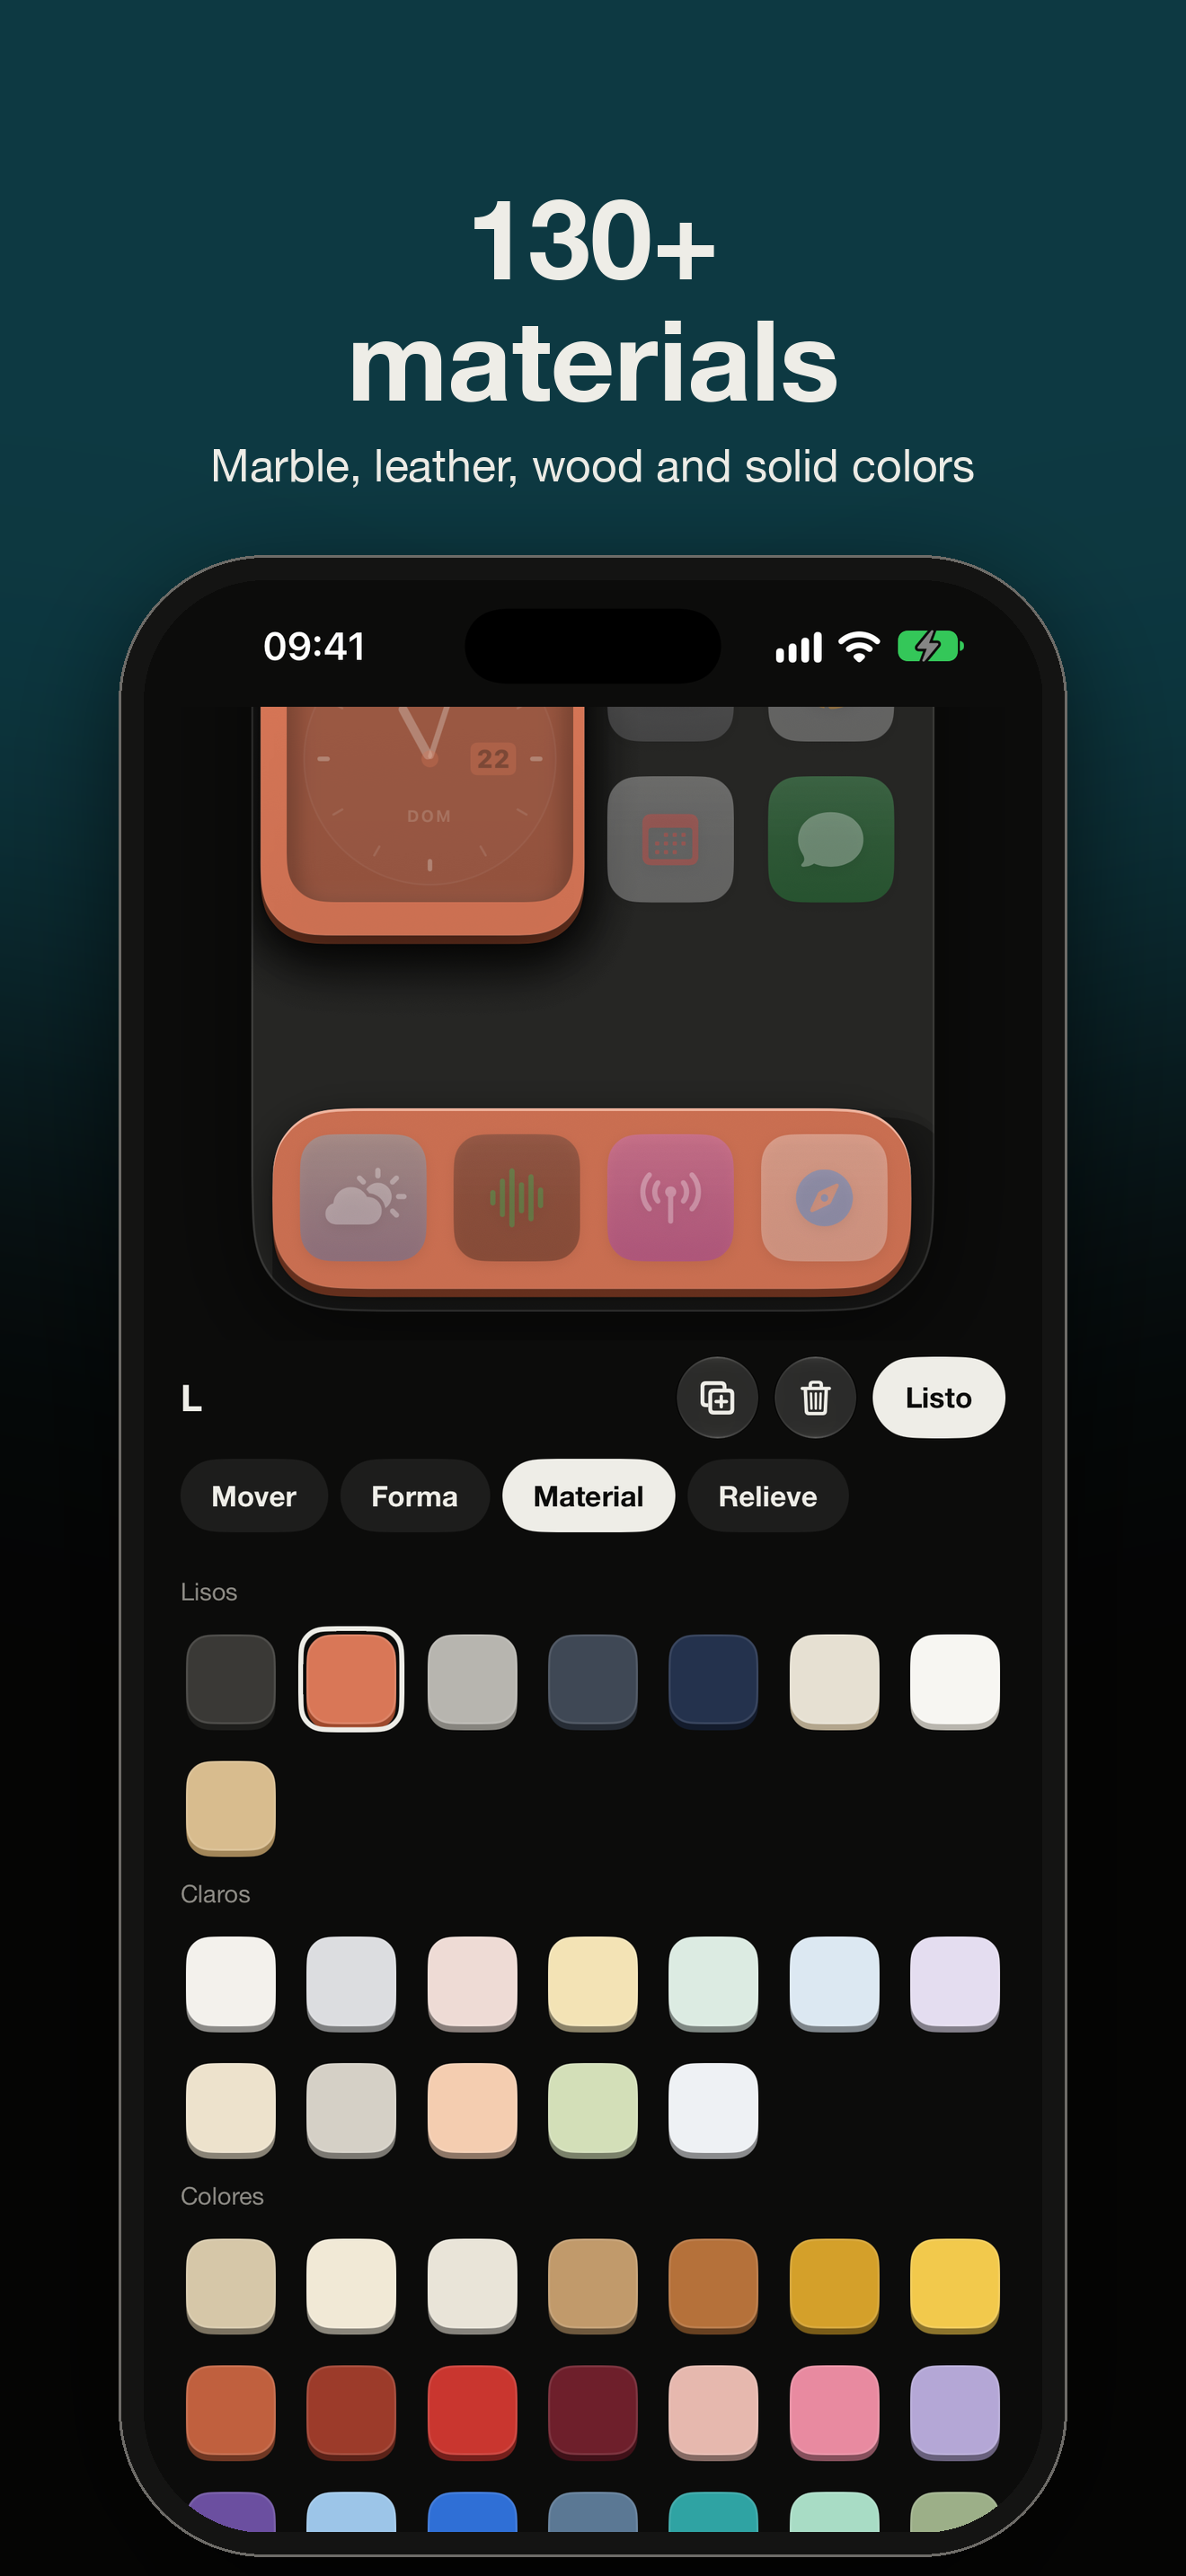 130+
materials
Marble, leather, wood and solid colors
09:41
22
DOM
L
Listo
Mover
Forma
Material
Relieve
Lisos
Claros
Colores